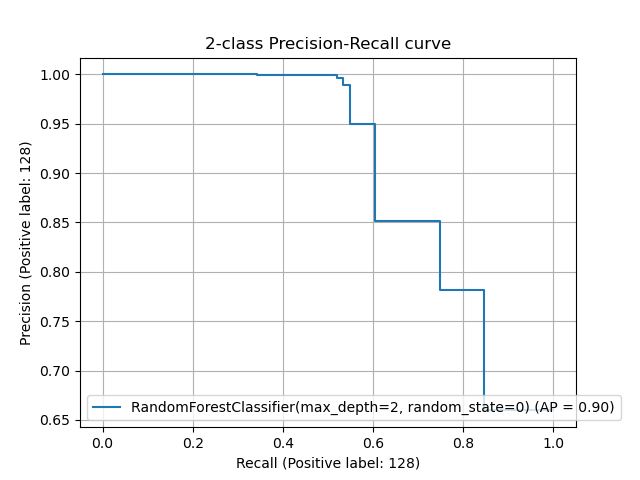 2-class Precision-Recall curve
Precision (Positive label: 128)
1.00
0.95
0.90
0.85
0.80
0.75
0.70
0.65
RandomForestClassifier(max_depth=2, random_state=0) (AP = 0.90)
0.0 0.2 0.4 0.6 0.8 1.0
Recall (Positive label: 128)